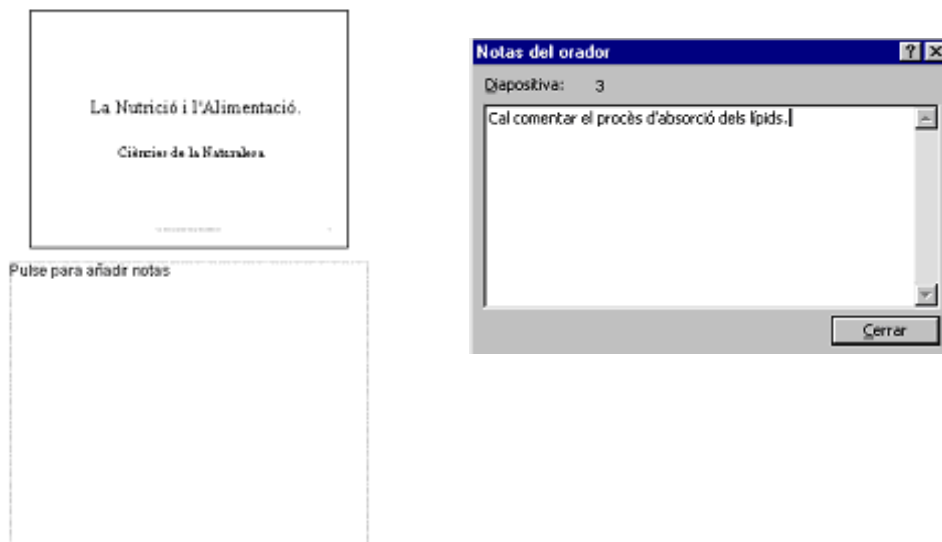 La Nutrició i l'Alimentació.
Ciències de la Naturalesa
Pulse para añadir notas
Notas del orador
Diapositiva: 3
Cal comentar el procès d'absorció dels lípids.
Cerrar